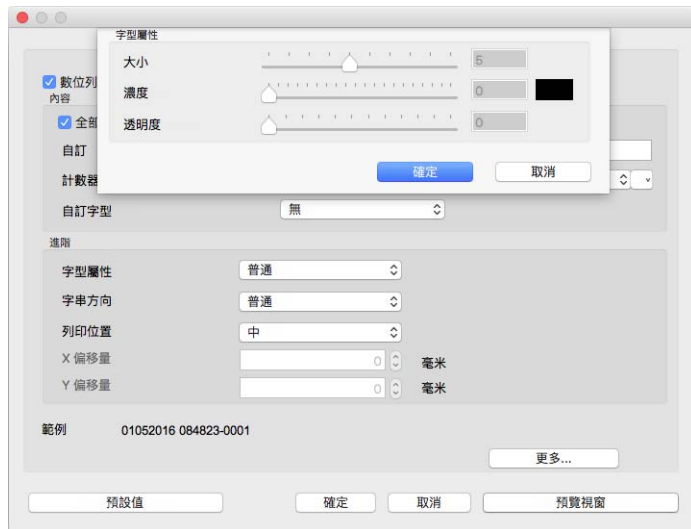 字型屬性
大小 5
濃度 0
透明度 0
確定 取消
數位列
內容
全部
自訂
計數器
自訂字型 無
進階
字型屬性 普通
字串方向 普通
列印位置 中
X 偏移量 0 毫米
Y 偏移量 0 毫米
範例 01052016 084823-0001
更多...
預設值 確定 取消 預覽視窗